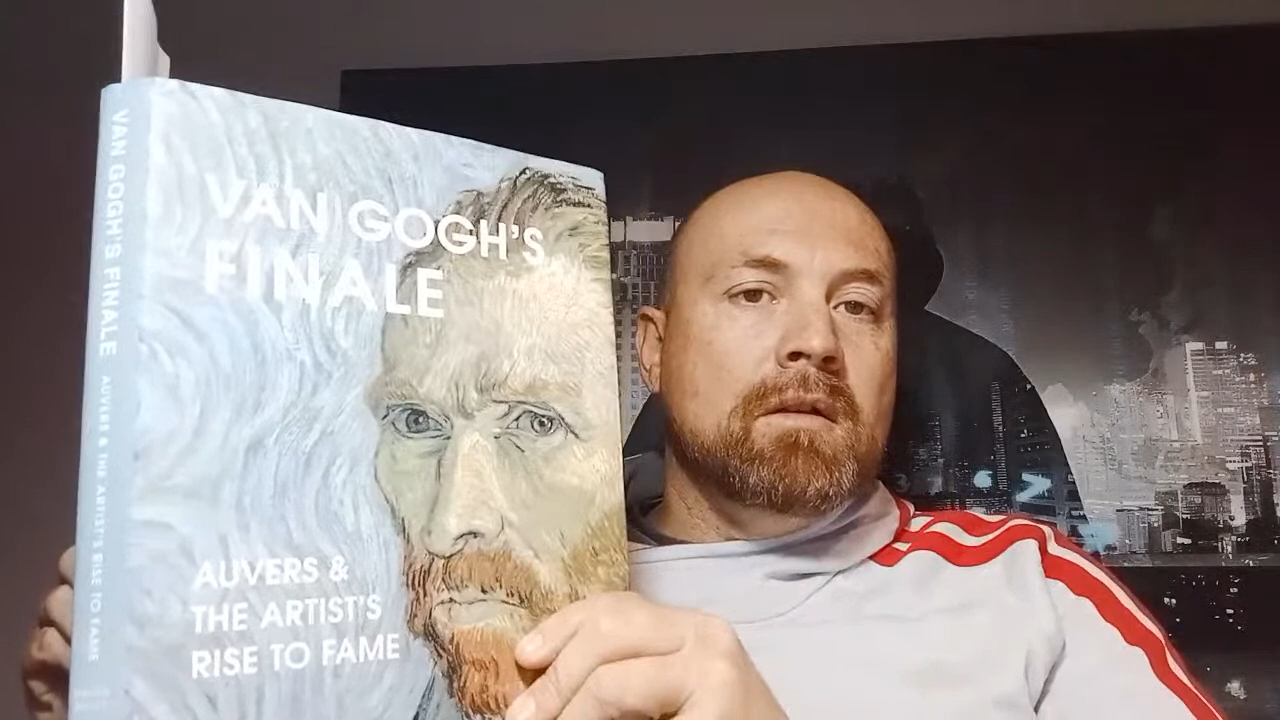 VAN GOGH'S FINALE AUVERS & THE ARTIST'S RISE TO FAME
VAN GOGH'S
FINALE
AUVERS &
THE ARTIST'S
RISE TO FAME